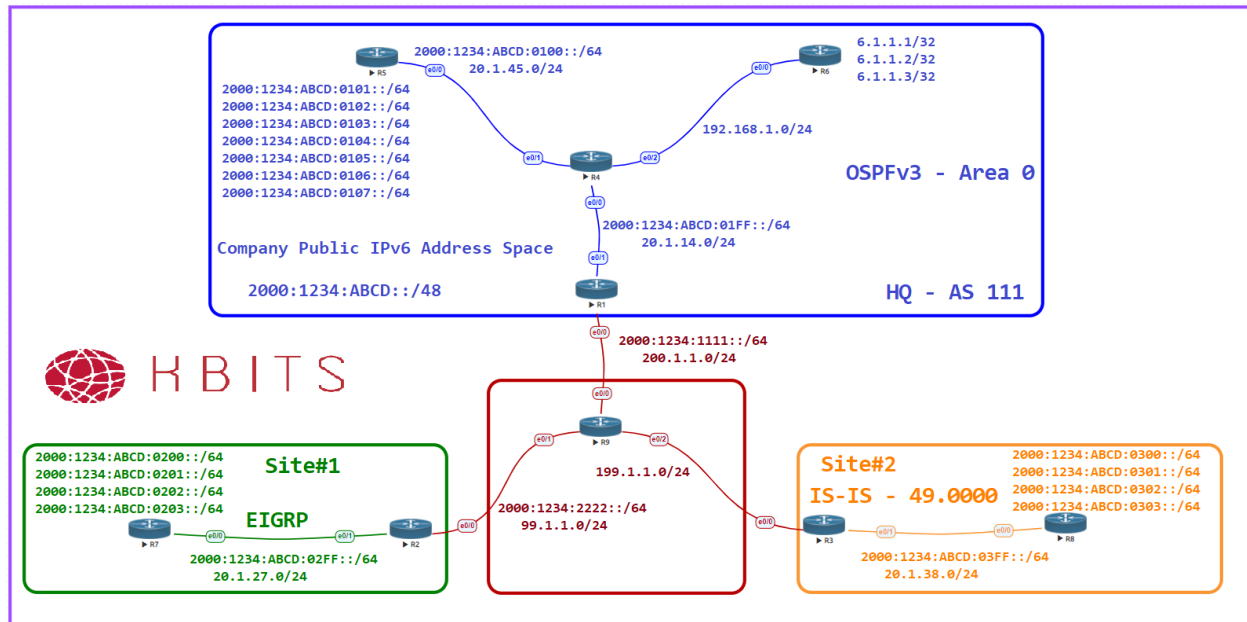 2000:1234:ABCD:0100::/64
20.1.45.0/24
e0/0
R5
6.1.1.1/32
6.1.1.2/32
6.1.1.3/32
e0/0
R6
2000:1234:ABCD:0101::/64
2000:1234:ABCD:0102::/64
2000:1234:ABCD:0103::/64
2000:1234:ABCD:0104::/64
2000:1234:ABCD:0105::/64
2000:1234:ABCD:0106::/64
2000:1234:ABCD:0107::/64
192.168.1.0/24
e0/1
e0/2
R4
OSPFv3 - Area 0
e0/0
2000:1234:ABCD:01FF::/64
20.1.14.0/24
Company Public IPv6 Address Space
e0/1
2000:1234:ABCD::/48
R1
HQ - AS 111
e0/0
2000:1234:1111::/64
200.1.1.0/24
KBITS
e0/0
R9
e0/1
e0/2
199.1.1.0/24
2000:1234:2222::/64
99.1.1.0/24
2000:1234:ABCD:0200::/64
2000:1234:ABCD:0201::/64
2000:1234:ABCD:0202::/64
2000:1234:ABCD:0203::/64
Site#1
EIGRP
R7
e0/0
e0/1
R2
e0/0
2000:1234:ABCD:02FF::/64
20.1.27.0/24
Site#2
IS-IS - 49.0000
2000:1234:ABCD:0300::/64
2000:1234:ABCD:0301::/64
2000:1234:ABCD:0302::/64
2000:1234:ABCD:0303::/64
e0/0
R3
e0/1
e0/0
R8
2000:1234:ABCD:03FF::/64
20.1.38.0/24